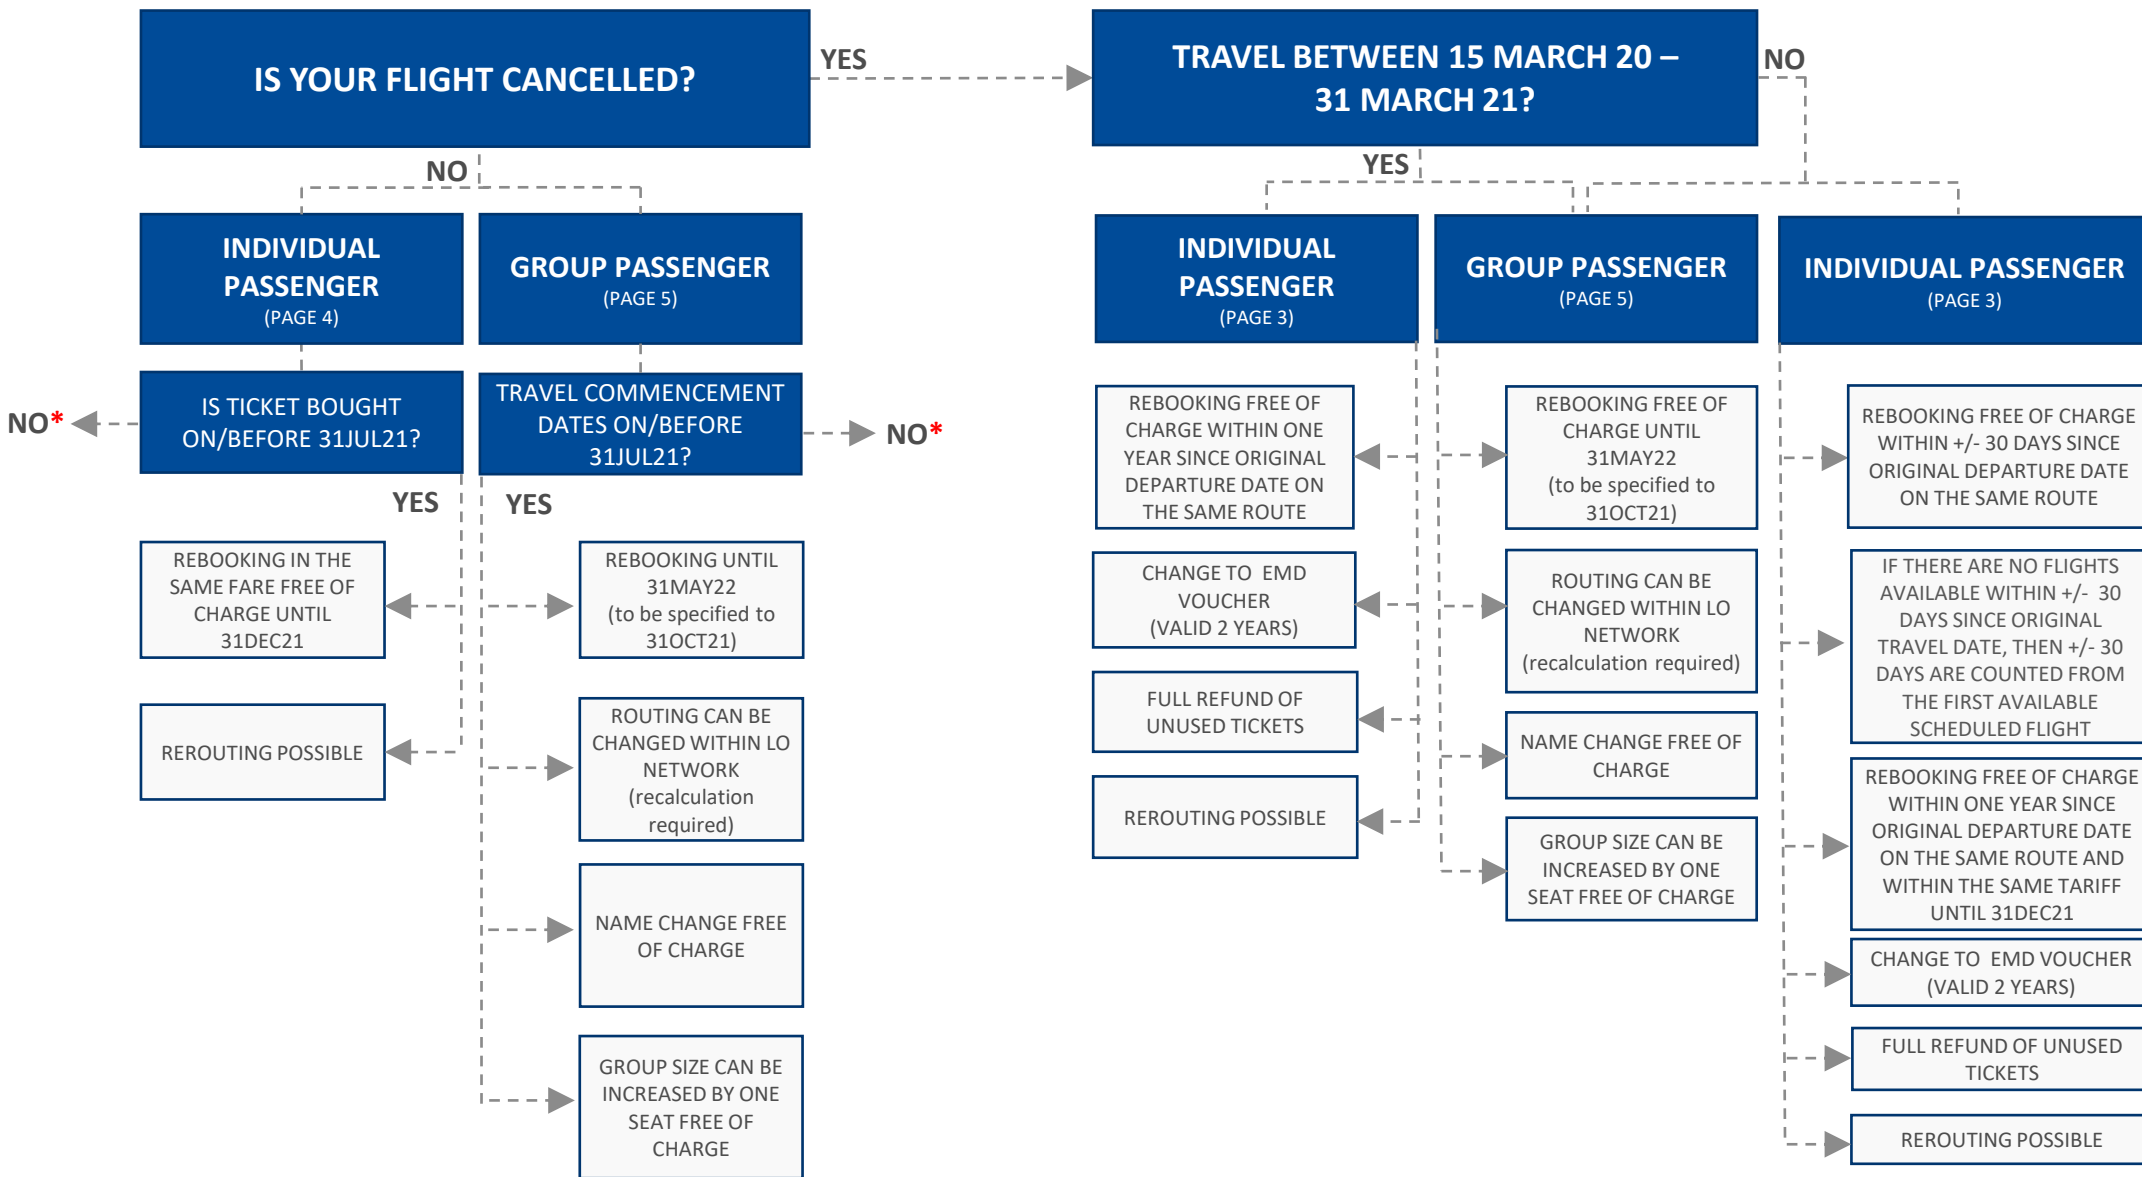 IS YOUR FLIGHT CANCELLED?
YES
TRAVEL BETWEEN 15 MARCH 20 –
31 MARCH 21?
NO
NO
YES
INDIVIDUAL
PASSENGER
(PAGE 4)
GROUP PASSENGER
(PAGE 5)
INDIVIDUAL
PASSENGER
(PAGE 3)
GROUP PASSENGER
(PAGE 5)
INDIVIDUAL PASSENGER
(PAGE 3)
NO*
IS TICKET BOUGHT
ON/BEFORE 31JUL21?
TRAVEL COMMENCEMENT
DATES ON/BEFORE
31JUL21?
NO*
YES
YES
REBOOKING IN THE
SAME FARE FREE OF
CHARGE UNTIL
31DEC21
REROUTING POSSIBLE
REBOOKING UNTIL
31MAY22
(to be specified to
31OCT21)
ROUTING CAN BE
CHANGED WITHIN LO
NETWORK
(recalculation
required)
NAME CHANGE FREE
OF CHARGE
GROUP SIZE CAN BE
INCREASED BY ONE
SEAT FREE OF
CHARGE
REBOOKING FREE OF
CHARGE WITHIN ONE
YEAR SINCE ORIGINAL
DEPARTURE DATE ON
THE SAME ROUTE
CHANGE TO EMD
VOUCHER
(VALID 2 YEARS)
FULL REFUND OF
UNUSED TICKETS
REROUTING POSSIBLE
REBOOKING FREE OF
CHARGE UNTIL
31MAY22
(to be specified to
31OCT21)
ROUTING CAN BE
CHANGED WITHIN LO
NETWORK
(recalculation required)
NAME CHANGE FREE OF
CHARGE
GROUP SIZE CAN BE
INCREASED BY ONE
SEAT FREE OF CHARGE
REBOOKING FREE OF CHARGE
WITHIN +/- 30 DAYS SINCE
ORIGINAL DEPARTURE DATE
ON THE SAME ROUTE
IF THERE ARE NO FLIGHTS
AVAILABLE WITHIN +/- 30
DAYS SINCE ORIGINAL
TRAVEL DATE, THEN +/- 30
DAYS ARE COUNTED FROM
THE FIRST AVAILABLE
SCHEDULED FLIGHT
REBOOKING FREE OF CHARGE
WITHIN ONE YEAR SINCE
ORIGINAL DEPARTURE DATE
ON THE SAME ROUTE AND
WITHIN THE SAME TARIFF
UNTIL 31DEC21
CHANGE TO EMD VOUCHER
(VALID 2 YEARS)
FULL REFUND OF UNUSED
TICKETS
REROUTING POSSIBLE